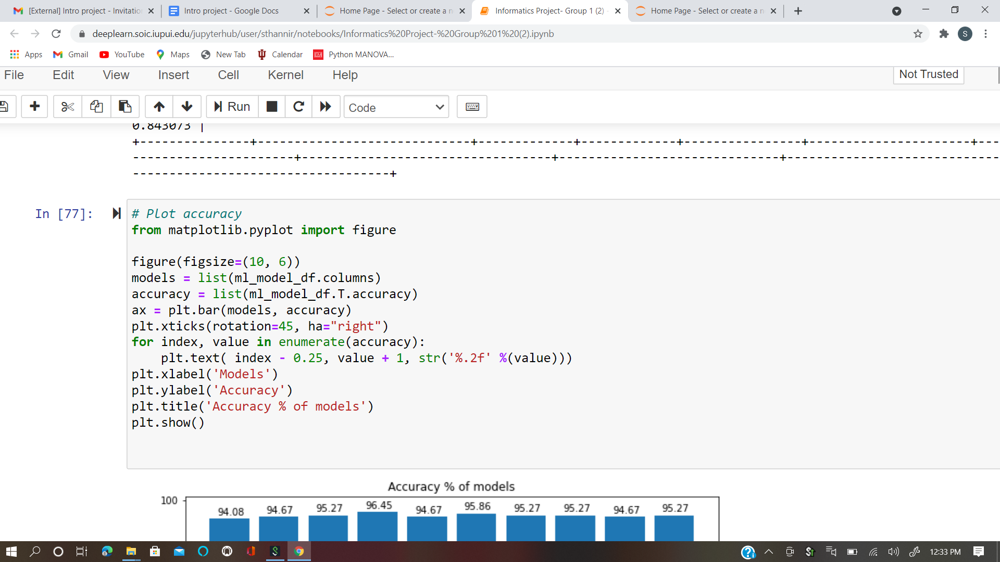 [External] Intro project - Invitation
Intro project - Google Docs
Home Page - Select or create a n
Informatics Project- Group 1 (2) -
Home Page - Select or create a n
deeplearn.soic.iupui.edu/jupyterhub/user/sthannir/notebooks/Informatics%20Project-%20Group%201%20(2).ipynb
S
Apps
Gmail
YouTube
Maps
New Tab
Calendar
Python MANOVA...
File Edit View Insert Cell Kernel Help
Not Trusted
Run
Code
0.843073 |
+---------------+-----------------------------+-------------+-------------+----------------+----------------------+---
----------------------+----------------------------------+------------------------------+-----------------------------
-----------------------------------+
In [77]:
# Plot accuracy
from matplotlib.pyplot import figure
figure(figsize=(10, 6))
models = list(ml_model_df.columns)
accuracy = list(ml_model_df.T.accuracy)
ax = plt.bar(models, accuracy)
plt.xticks(rotation=45, ha="right")
for index, value in enumerate(accuracy):
    plt.text( index - 0.25, value + 1, str('%.2f' %(value)))
plt.xlabel('Models')
plt.ylabel('Accuracy')
plt.title('Accuracy % of models')
plt.show()
Accuracy % of models
100
94.08 94.67 95.27 96.45 94.67 95.86 95.27 95.27 94.67 95.27
12:33 PM